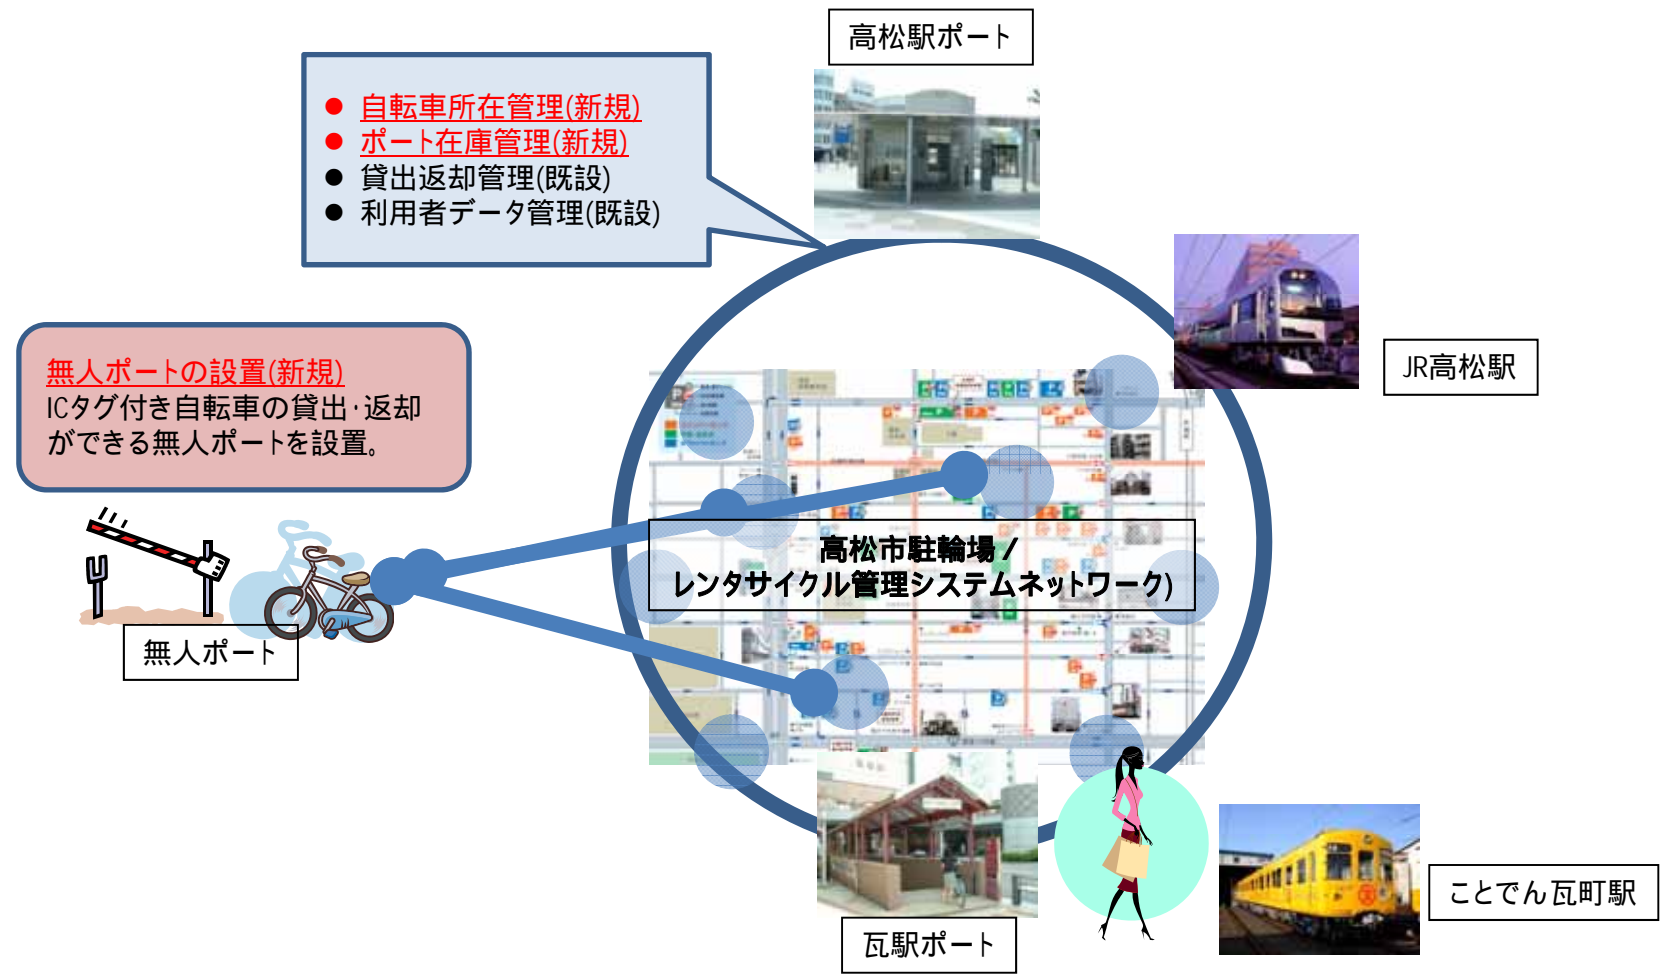 高松駅ポート
● 自転車所在管理(新規)
● ポート在庫管理(新規)
● 貸出返却管理(既設)
● 利用者データ管理(既設)
JR高松駅
無人ポートの設置(新規)
ICタグ付き自転車の貸出・返却
ができる無人ポートを設置。
高松市駐輪場/
レンタサイクル管理システムネットワーク)
無人ポート
ことでん瓦町駅
瓦駅ポート